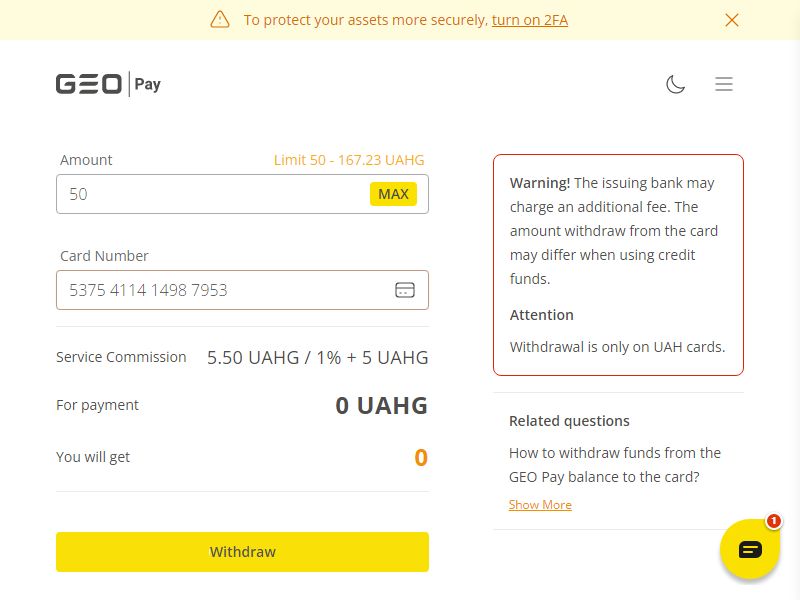 To protect your assets more securely, turn on 2FA
GEO Pay
Amount
Limit 50 - 167.23 UAHG
50
MAX
Card Number
5375 4114 1498 7953
Service Commission
5.50 UAHG / 1% + 5 UAHG
For payment
0 UAHG
You will get
0
Withdraw
Warning! The issuing bank may
charge an additional fee. The
amount withdraw from the card
may differ when using credit
funds.
Attention
Withdrawal is only on UAH cards.
Related questions
How to withdraw funds from the
GEO Pay balance to the card?
Show More
1